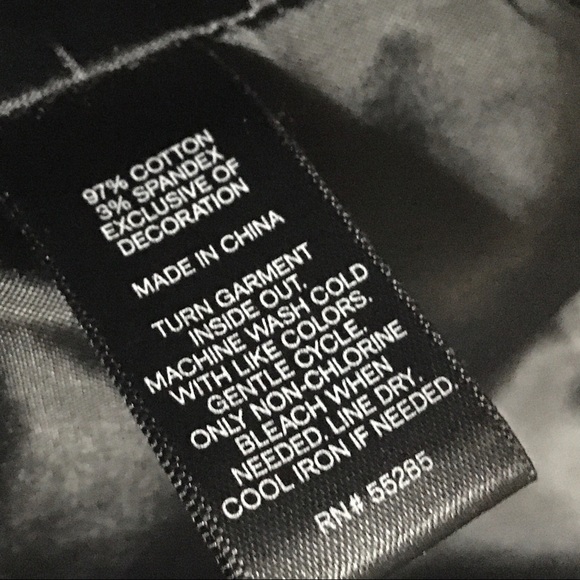 97% COTTON
3% SPANDEX
EXCLUSIVE OF
DECORATION
MADE IN CHINA
TURN GARMENT
INSIDE OUT.
MACHINE WASH COLD
WITH LIKE COLORS.
GENTLE CYCLE.
ONLY NON-CHLORINE
BLEACH WHEN
NEEDED. LINE DRY.
COOL IRON IF NEEDED.
RN# 55285